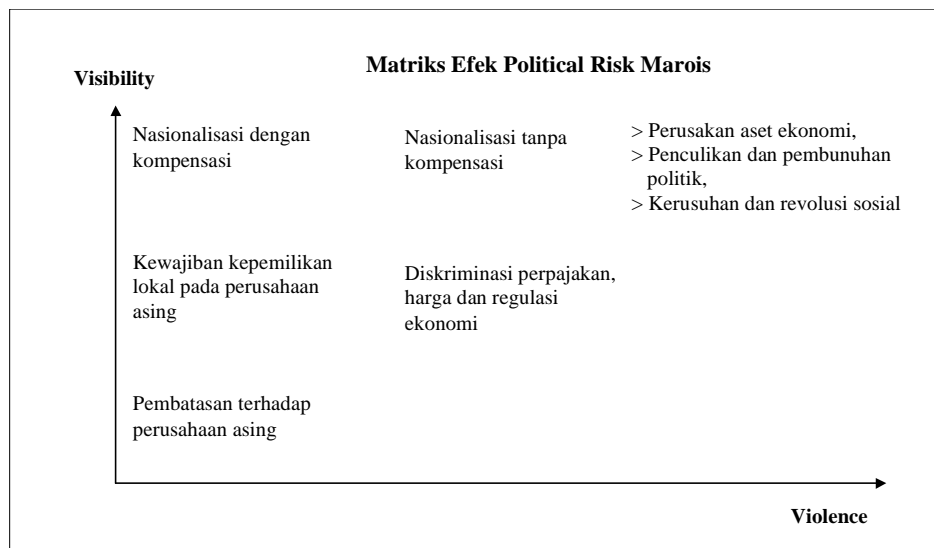 Matriks Efek Political Risk Marois
Visibility
Nasionalisasi dengan
kompensasi
Nasionalisasi tanpa
kompensasi
> Perusakan aset ekonomi,
> Penculikan dan pembunuhan
politik,
> Kerusuhan dan revolusi sosial
Kewajiban kepemilikan
lokal pada perusahaan
asing
Diskriminasi perpajakan,
harga dan regulasi
ekonomi
Pembatasan terhadap
perusahaan asing
Violence